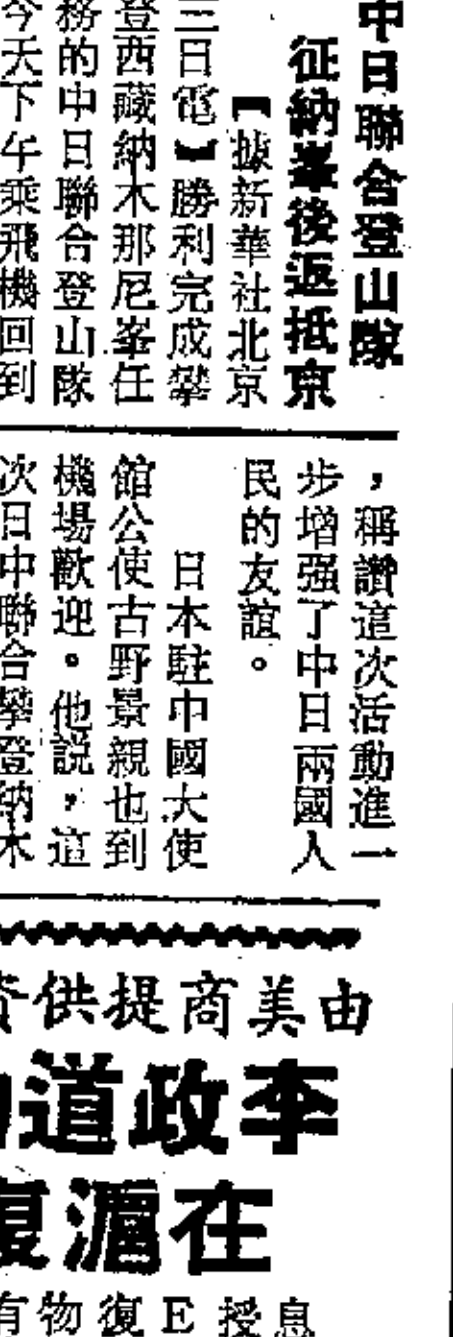 中日聯合登山隊
征納峯後返抵京
【據新華社北京
三日電】勝利完成攀
登西藏納木那尼峯任
務的中日聯合登山隊
今天下午乘飛機回到
，稱讚這次活動進一
步增强了中日兩國人
民的友誼。
日本駐中國大使
館公使古野景親也到
機場歡迎。他説，這
次日中聯合攀登納木
由美商提供
李政道
在滬復
息
授
E
復
物
有